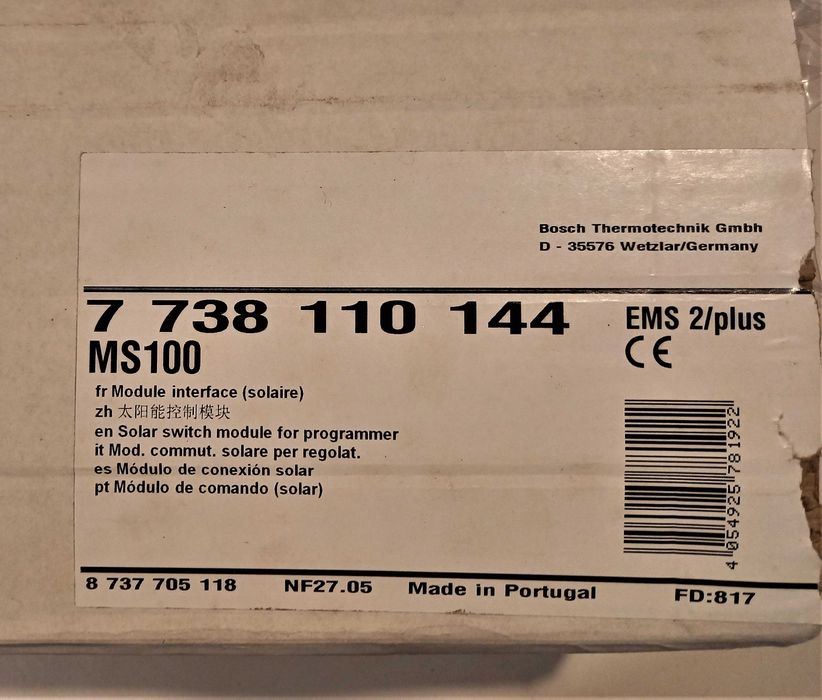 Bosch Thermotechnik Gmbh
D - 35576 Wetzlar/Germany
7 738 110 144
EMS 2/plus
MS100
CE
fr Module interface (solaire)
zh 太阳能控制模块
en Solar switch module for programmer
it Mod. commut. solare per regolat.
es Módulo de conexión solar
pt Módulo de comando (solar)
4 054925 781922
8 737 705 118 NF27.05 Made in Portugal FD:817